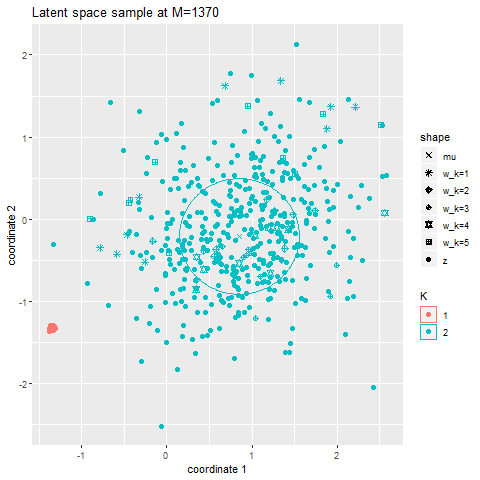 Latent space sample at M=1370
coordinate 2
2
1
0
-1
-2
-1
0
1
2
coordinate 1
shape
mu
w_k=1
w_k=2
w_k=3
w_k=4
w_k=5
z
K
1
2